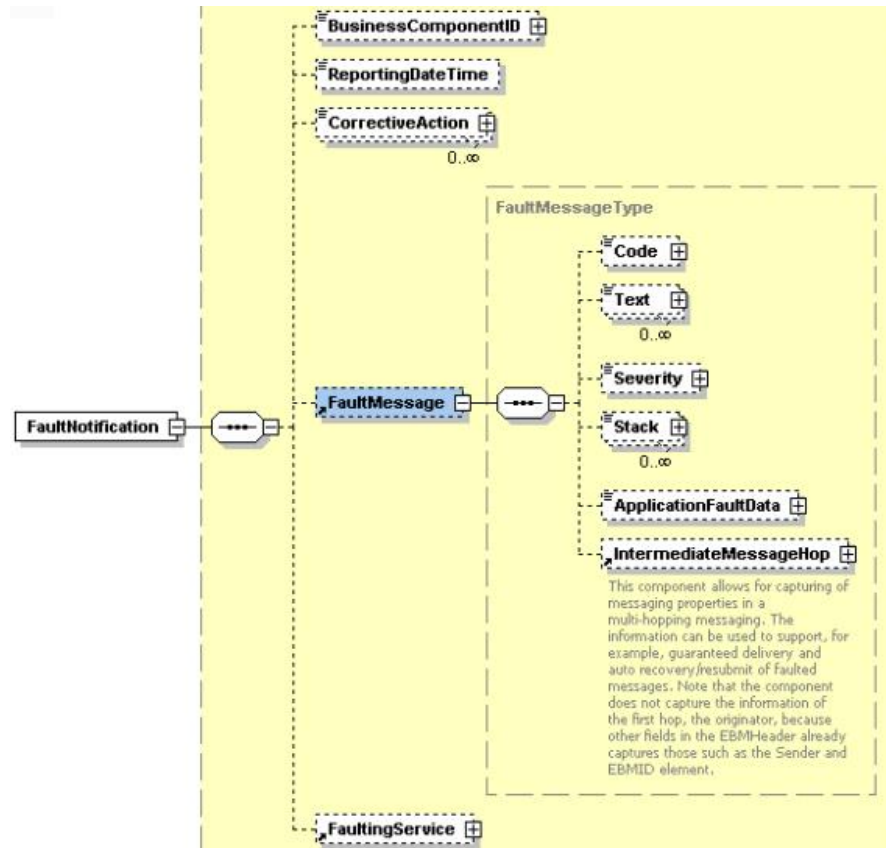 BusinessComponentID
ReportingDateTime
CorrectiveAction
0..∞
FaultMessageType
Code
Text
0..∞
Severity
FaultMessage
Stack
FaultNotification
0..∞
ApplicationFaultData
IntermediateMessageHop
This component allows for capturing of
messaging properties in a
multi-hopping messaging. The
information can be used to support, for
example, guaranteed delivery and
auto recovery/resubmit of faulted
messages. Note that the component
does not capture the information of
the first hop, the originator, because
other fields in the EBMHeader already
captures those such as the Sender and
EBMID element.
FaultingService